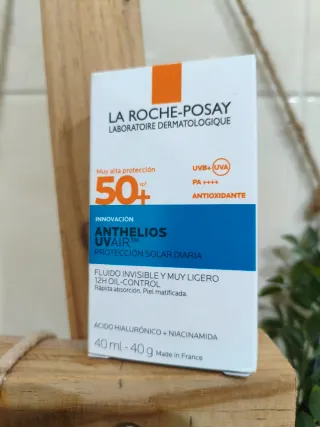 LA ROCHE-POSAY
LABORATOIRE DERMATOLOGIQUE
Muy alta protección
50+
UVB+ UVA
PA ++++
ANTIOXIDANTE
INNOVACIÓN
ANTHELIOS
UVAIR™
PROTECCIÓN SOLAR DIARIA
FLUIDO INVISIBLE Y MUY LIGERO
12H OIL-CONTROL
Rápida absorción. Piel matificada.
ÁCIDO HIALURÓNICO + NIACINAMIDA
40 ml - 40 g Made in France